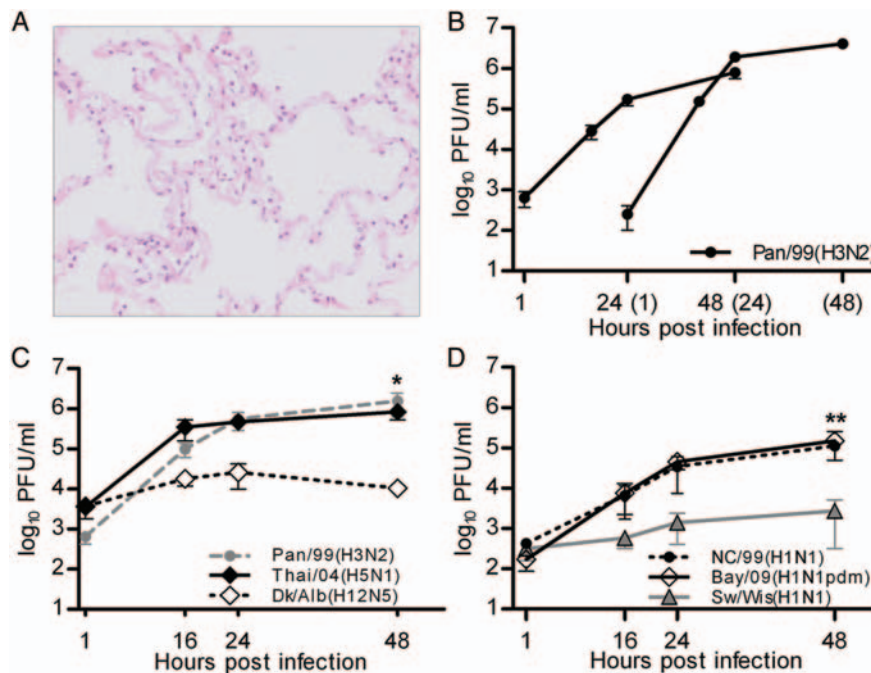 A
B
7
6
5
4
3
2
1
log10 PFU/ml
Pan/99(H3N2)
1
24 (1)
48 (24)
(48)
Hours post infection
C
7
6
5
4
3
2
1
log10 PFU/ml
*
Pan/99(H3N2)
Thai/04(H5N1)
Dk/Alb(H12N5)
1
16
24
48
Hours post infection
D
7
6
5
4
3
2
1
log10 PFU/ml
**
NC/99(H1N1)
Bay/09(H1N1pdm)
Sw/Wis(H1N1)
1
16
24
48
Hours post infection